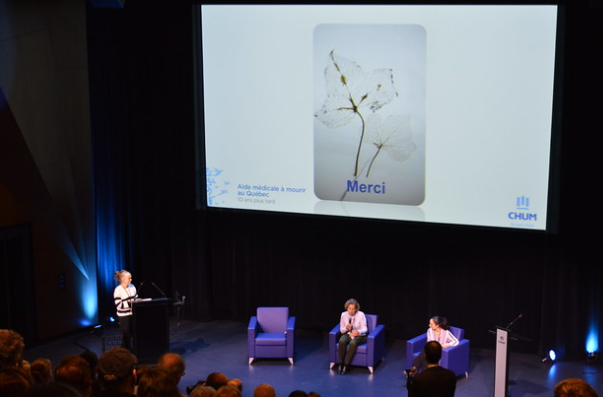 Merci
Aide médicale à mourir
au Québec
10 ans plus tard
CHUM